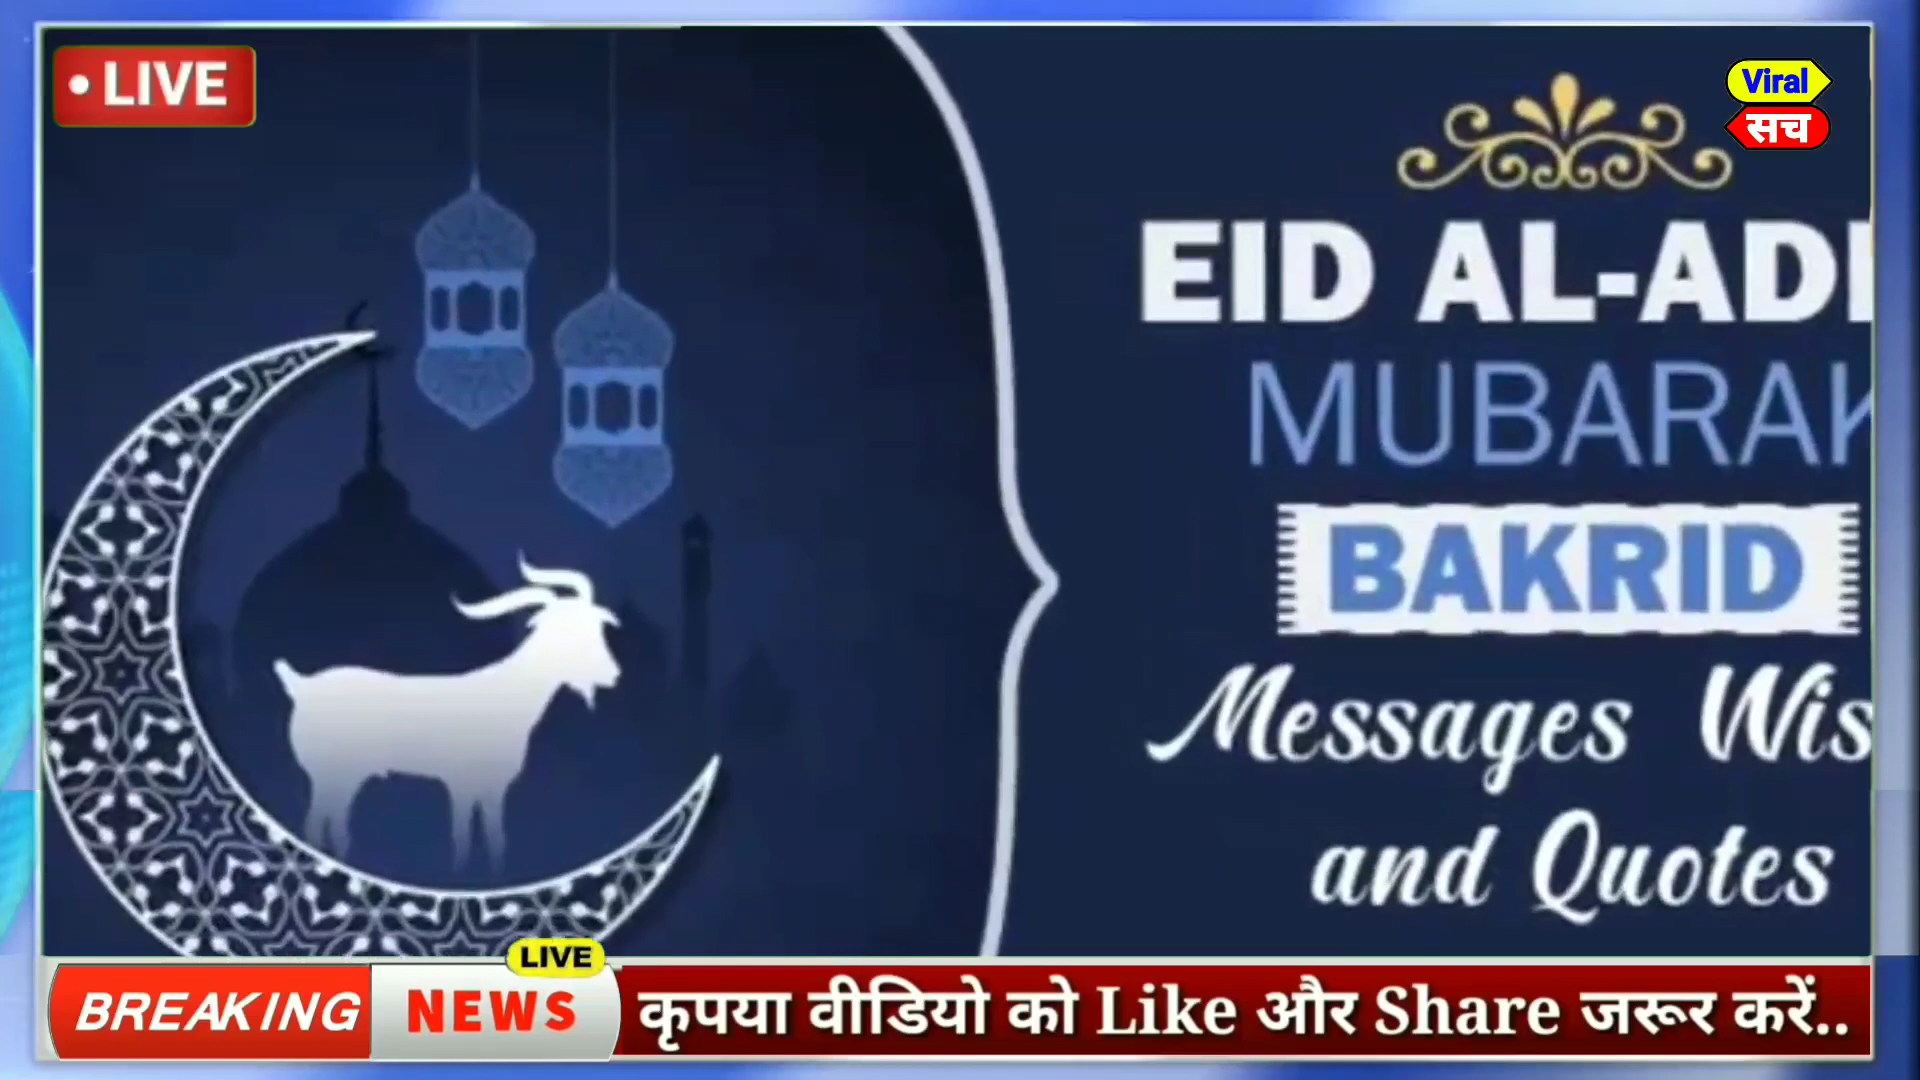 • LIVE
Viral
सच
EID AL-AD
MUBARAK
BAKRID
Messages Wis
and Quotes
LIVE
BREAKING NEWS
कृपया वीडियो को Like और Share जरूर करें..